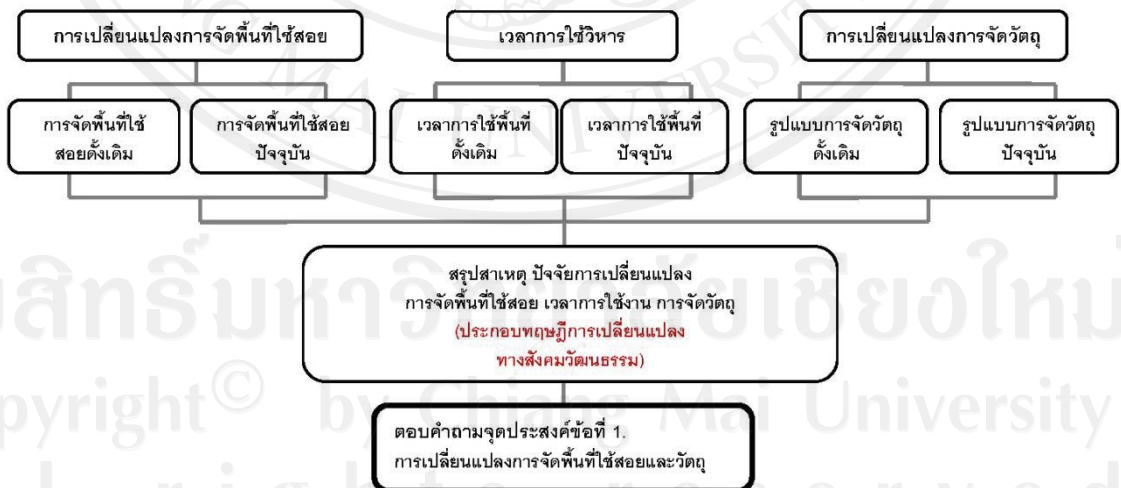 การเปลี่ยนแปลงการจัดพื้นที่ใช้สอย
เวลาการใช้วิหาร
การเปลี่ยนแปลงการจัดวัตถุ
การจัดพื้นที่ใช้
สอยดั้งเดิม
การจัดพื้นที่ใช้สอย
ปัจจุบัน
เวลาการใช้พื้นที่
ดั้งเดิม
เวลาการใช้พื้นที่
ปัจจุบัน
รูปแบบการจัดวัตถุ
ดั้งเดิม
รูปแบบการจัดวัตถุ
ปัจจุบัน
สรุปสาเหตุ ปัจจัยการเปลี่ยนแปลง
การจัดพื้นที่ใช้สอย เวลาการใช้งาน การจัดวัตถุ
(ประกอบทฤษฎีการเปลี่ยนแปลง
ทางสังคมวัฒนธรรม)
ตอบคำถามจุดประสงค์ข้อที่ 1.
การเปลี่ยนแปลงการจัดพื้นที่ใช้สอยและวัตถุ
by Chiang Mai University